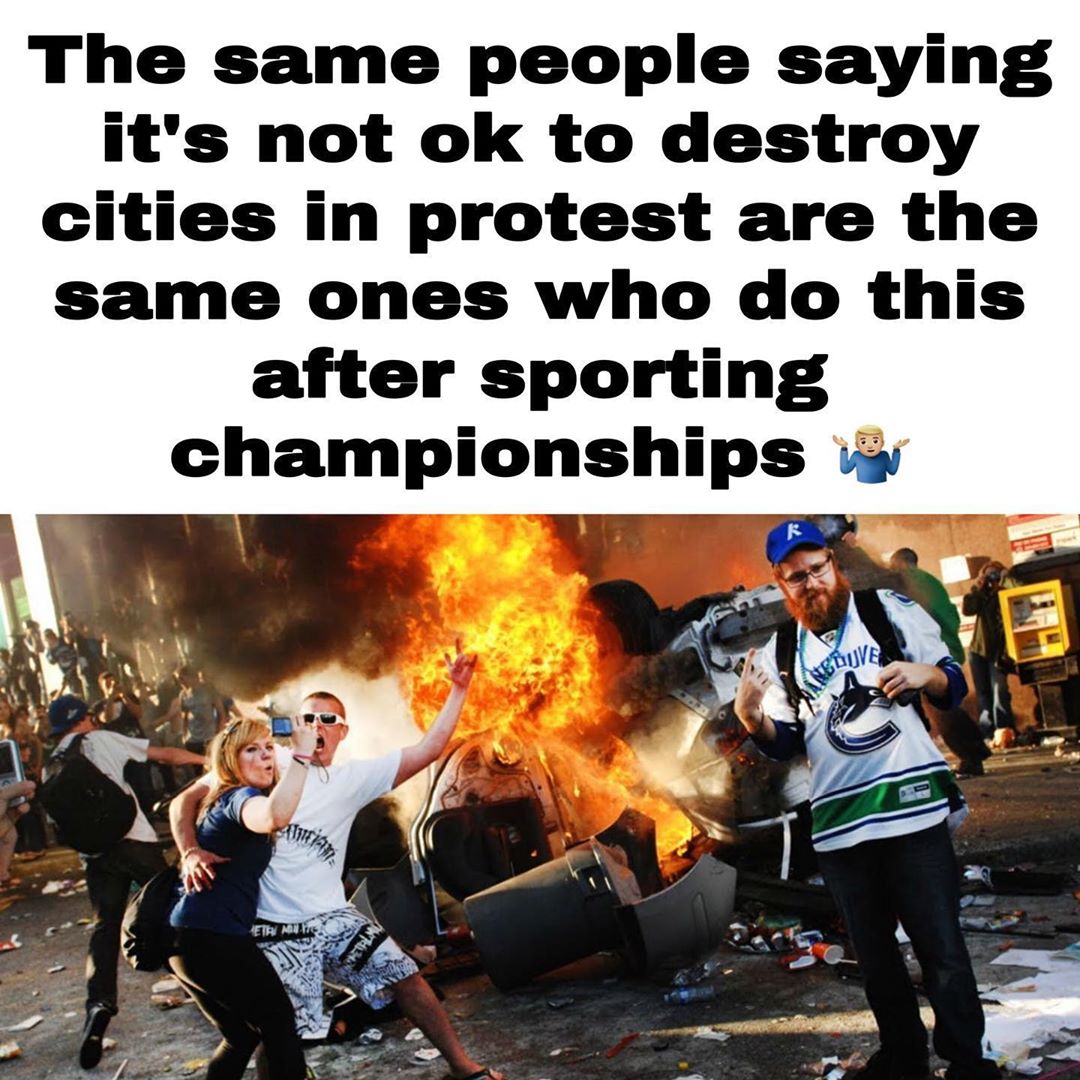 The same people saying
it's not ok to destroy
cities in protest are the
same ones who do this
after sporting
championships 🤷🏼‍♂️
K